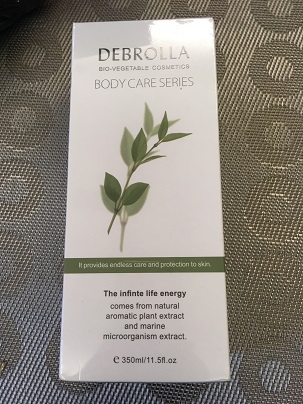 DEBROLLA
BIO-VEGETABLE COSMETICS
BODY CARE SERIES
It provides endless care and protection to skin.
The infinte life energy
comes from natural
aromatic plant extract
and marine
microorganism extract.
℮ 350ml/11.5fl.oz